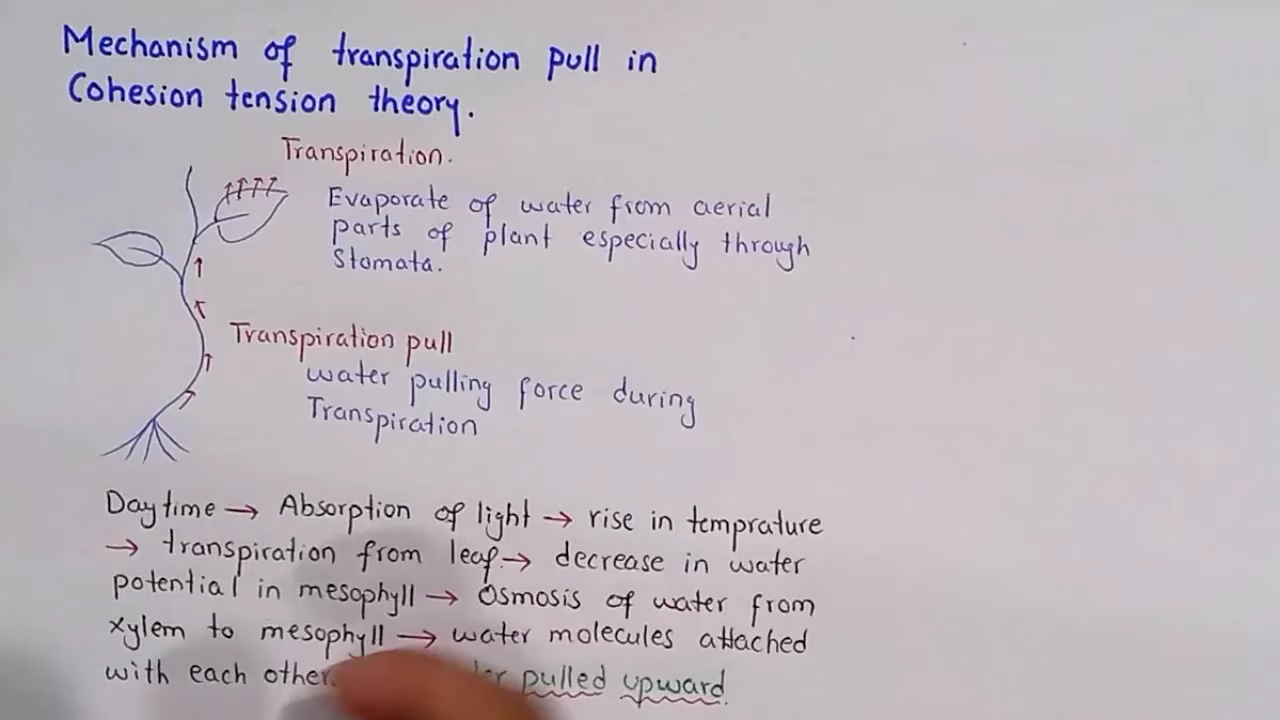 Mechanism of transpiration pull in
Cohesion tension theory.
Transpiration.
Evaporate of water from aerial
parts of plant especially through
Stomata.
Transpiration pull
water pulling force during
Transpiration
Daytime → Absorption of light → rise in temprature
→ transpiration from leaf → decrease in water
potential in mesophyll → Osmosis of water from
xylem to mesophyll → water molecules attached
with each other pulled upward.